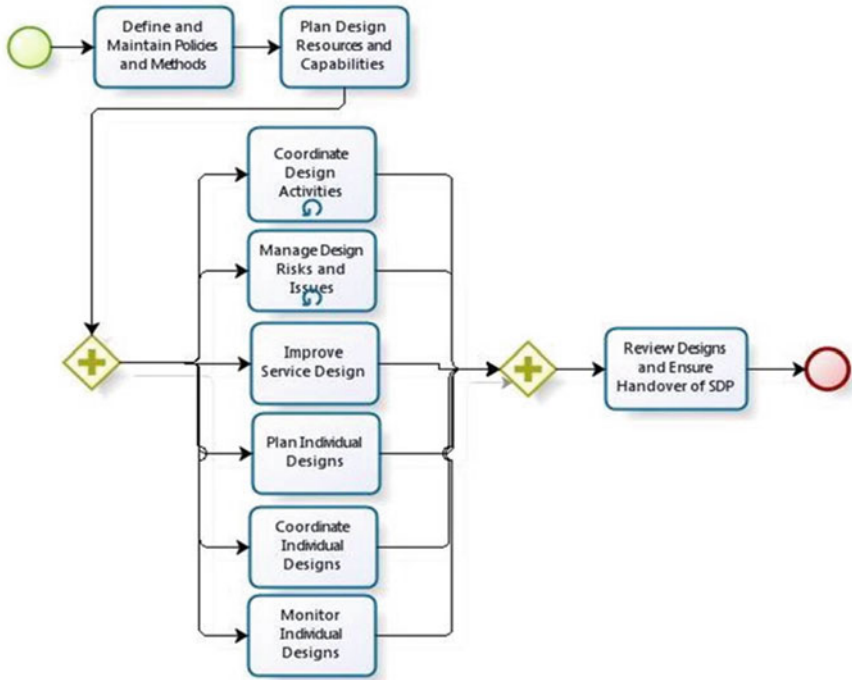 Define and
Maintain Policies
and Methods
Plan Design
Resources and
Capabilities
Coordinate
Design
Activities
Manage Design
Risks and
Issues
Improve
Service Design
Plan Individual
Designs
Coordinate
Individual
Designs
Monitor
Individual
Designs
Review Designs
and Ensure
Handover of SDP